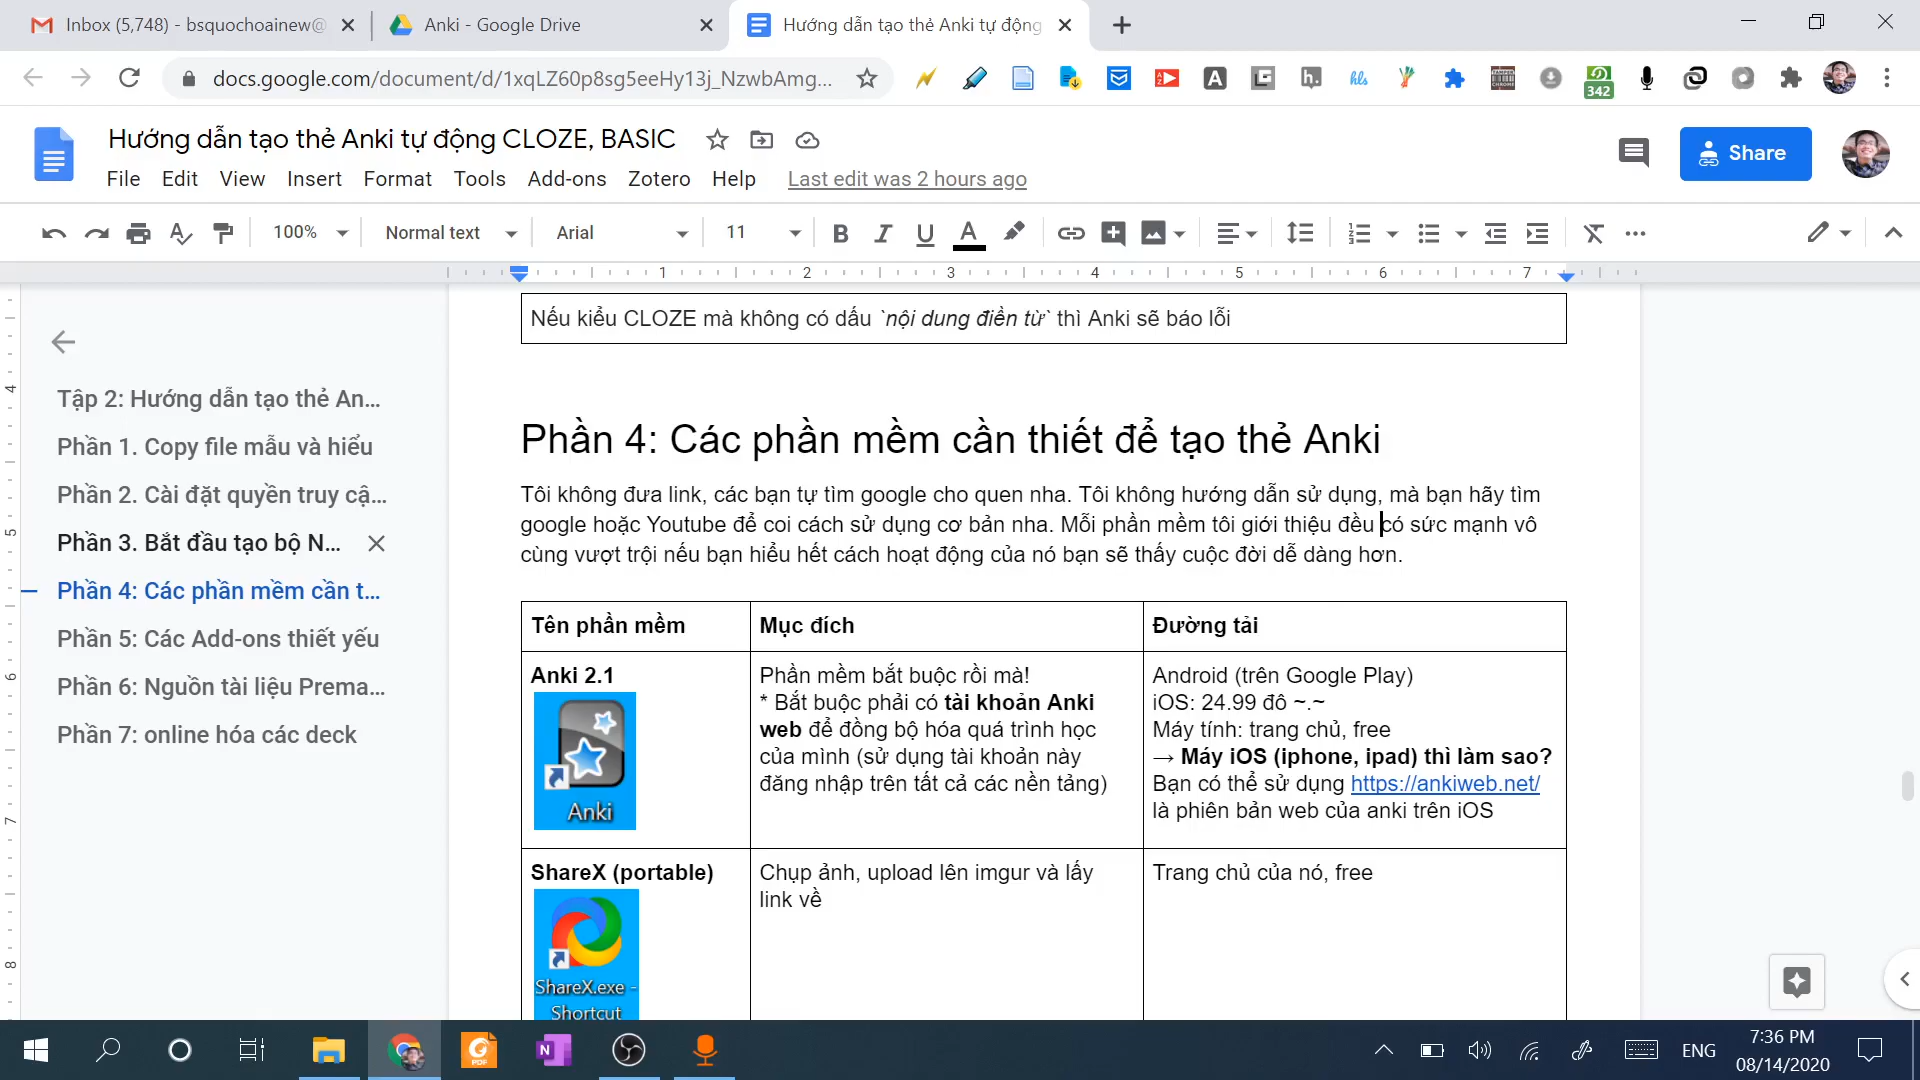 Inbox (5,748) - bsquochoainew@
Anki - Google Drive
Hướng dẫn tạo thẻ Anki tự động
docs.google.com/document/d/1xqLZ60p8sg5eeHy13j_NzwbAmg...
342
Hướng dẫn tạo thẻ Anki tự động CLOZE, BASIC
File Edit View Insert Format Tools Add-ons Zotero Help Last edit was 2 hours ago
Share
100% Normal text Arial 11
1 2 3 4 5 6 7
Nếu kiểu CLOZE mà không có dấu `nội dung điền từ` thì Anki sẽ báo lỗi
Tập 2: Hướng dẫn tạo thẻ An...
Phần 1. Copy file mẫu và hiểu
Phần 2. Cài đặt quyền truy cậ...
Phần 3. Bắt đầu tạo bộ N...
Phần 4: Các phần mềm cần t...
Phần 5: Các Add-ons thiết yếu
Phần 6: Nguồn tài liệu Prema...
Phần 7: online hóa các deck
4
5
6
7
8
Phần 4: Các phần mềm cần thiết để tạo thẻ Anki
Tôi không đưa link, các bạn tự tìm google cho quen nha. Tôi không hướng dẫn sử dụng, mà bạn hãy tìm
google hoặc Youtube để coi cách sử dụng cơ bản nha. Mỗi phần mềm tôi giới thiệu đều có sức mạnh vô
cùng vượt trội nếu bạn hiểu hết cách hoạt động của nó bạn sẽ thấy cuộc đời dễ dàng hơn.
Tên phần mềm
Mục đích
Đường tải
Anki 2.1
Anki
Phần mềm bắt buộc rồi mà!
* Bắt buộc phải có tài khoản Anki
web để đồng bộ hóa quá trình học
của mình (sử dụng tài khoản này
đăng nhập trên tất cả các nền tảng)
Android (trên Google Play)
iOS: 24.99 đô ~.~
Máy tính: trang chủ, free
→ Máy iOS (iphone, ipad) thì làm sao?
Bạn có thể sử dụng https://ankiweb.net/
là phiên bản web của anki trên iOS
ShareX (portable)
ShareX.exe -
Shortcut
Chụp ảnh, upload lên imgur và lấy
link về
Trang chủ của nó, free
ENG
7:36 PM
08/14/2020